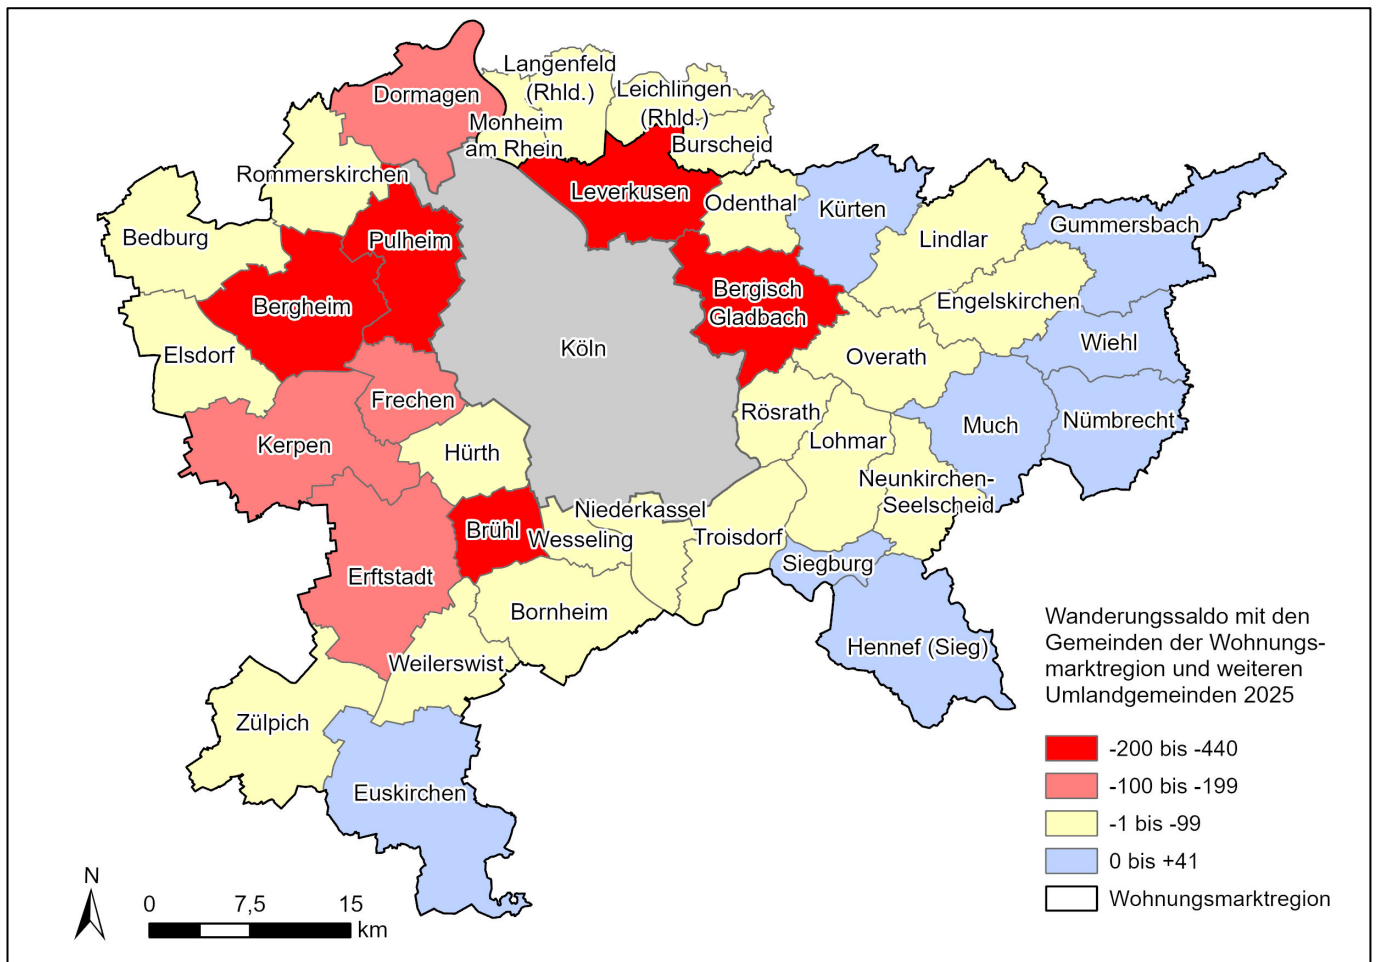 Dormagen
Langenfeld
(Rhld.)
Leichlingen
(Rhld.)
Monheim
am Rhein
Burscheid
Rommerskirchen
Leverkusen
Odenthal
Kürten
Gummersbach
Bedburg
Pulheim
Lindlar
Bergheim
Bergisch
Gladbach
Engelskirchen
Elsdorf
Köln
Overath
Wiehl
Frechen
Rösrath
Kerpen
Hürth
Lohmar
Much
Nümbrecht
Neunkirchen-
Seelscheid
Brühl
Niederkassel
Wesseling
Troisdorf
Siegburg
Erftstadt
Bornheim
Hennef (Sieg)
Weilerswist
Zülpich
Euskirchen
Wanderungssaldo mit den
Gemeinden der Wohnungs-
marktregion und weiteren
Umlandgemeinden 2025
-200 bis -440
-100 bis -199
-1 bis -99
0 bis +41
Wohnungsmarktregion
N
0 7,5 15
km